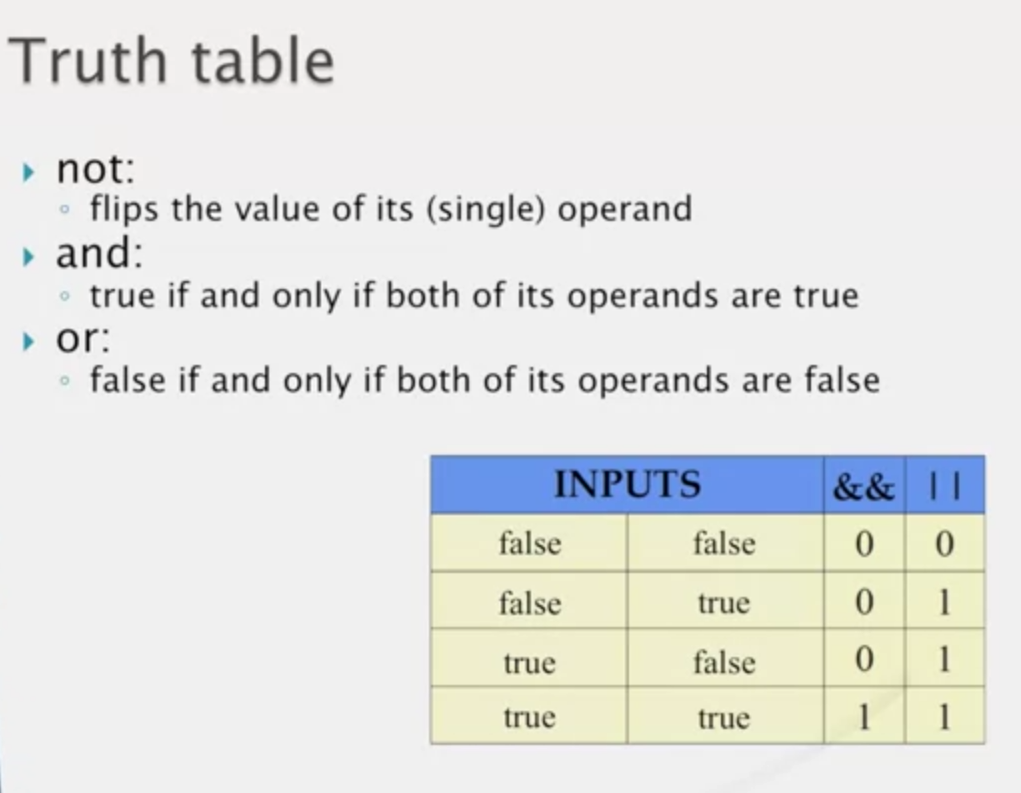 Truth table
not:
flips the value of its (single) operand
and:
true if and only if both of its operands are true
or:
false if and only if both of its operands are false
INPUTS && ||
false false 0 0
false true 0 1
true false 0 1
true true 1 1